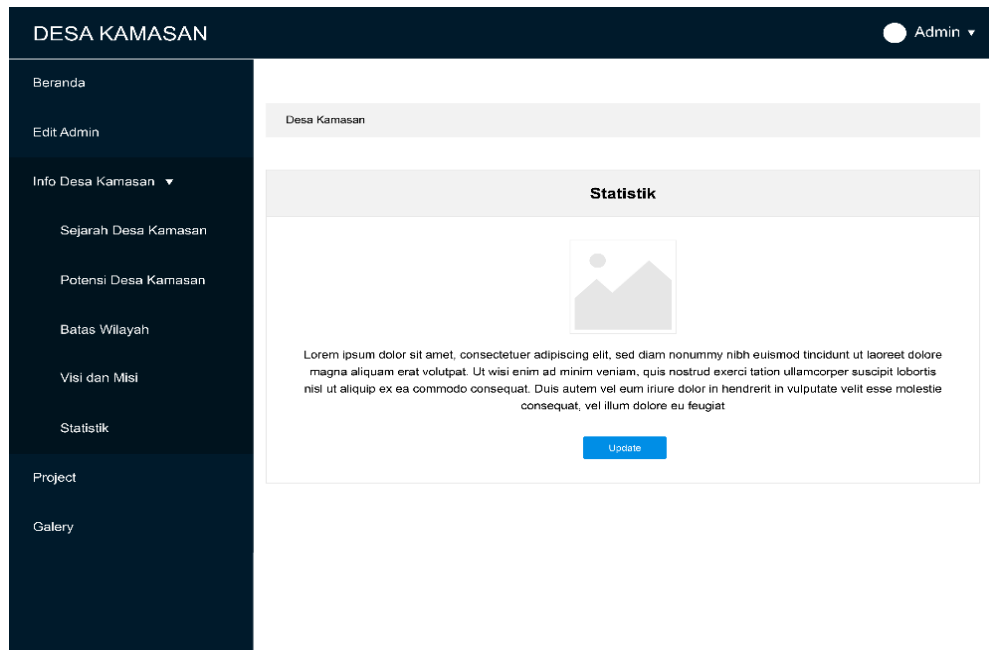 DESA KAMASAN
Admin
Beranda
Edit Admin
Info Desa Kamasan
Sejarah Desa Kamasan
Potensi Desa Kamasan
Batas Wilayah
Visi dan Misi
Statistik
Project
Galery
Desa Kamasan
Statistik
Lorem ipsum dolor sit amet, consectetuer adipiscing elit, sed diam nonummy nibh euismod tincidunt ut laoreet dolore
magna aliquam erat volutpat. Ut wisi enim ad minim veniam, quis nostrud exerci tation ullamcorper suscipit lobortis
nisl ut aliquip ex ea commodo consequat. Duis autem vel eum iriure dolor in hendrerit in vulputate velit esse molestie
consequat, vel illum dolore eu feugiat
Update